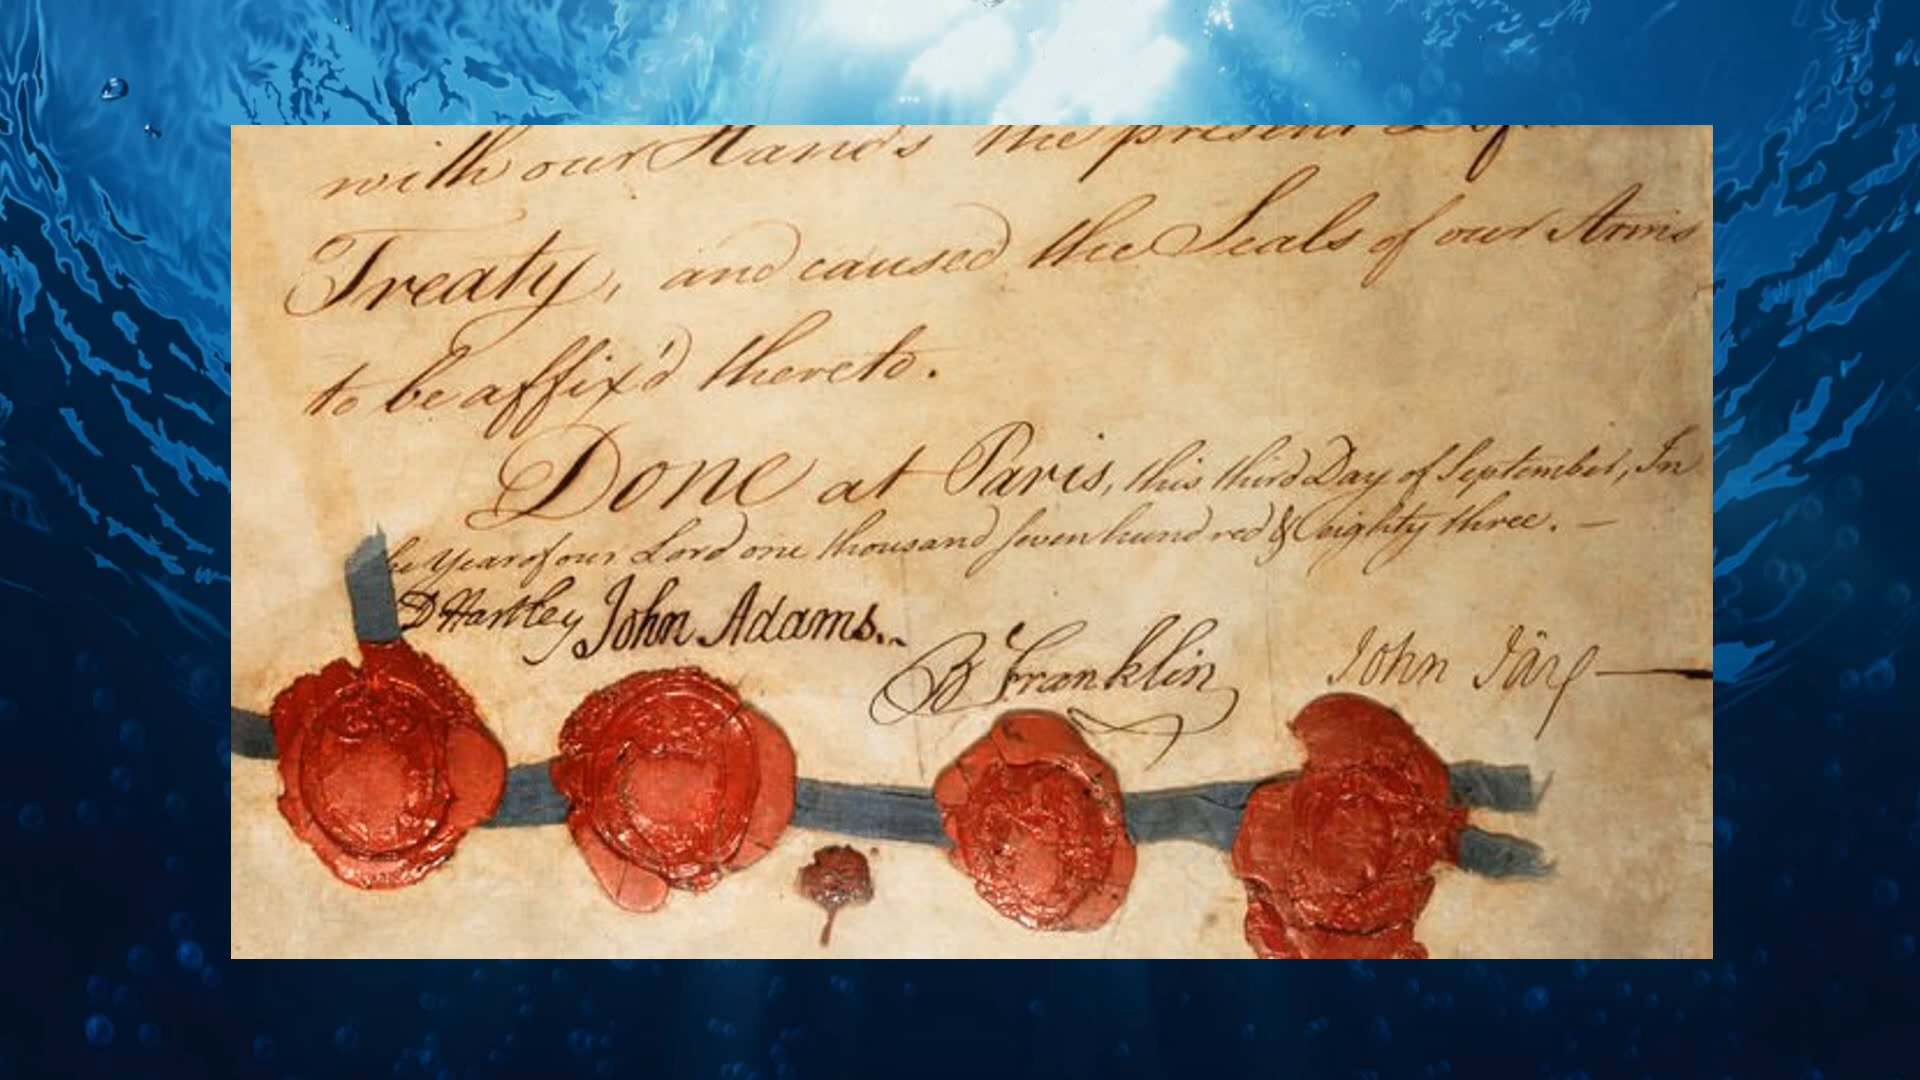 with our Hands the present
Treaty, and caused the Seals of our Arms
to be affix'd thereto.
Done at Paris, this third Day of September, In
he Year of our Lord one thousand seven hundred & eighty three. —
D Hartley John Adams.
B Franklin
John Jäy